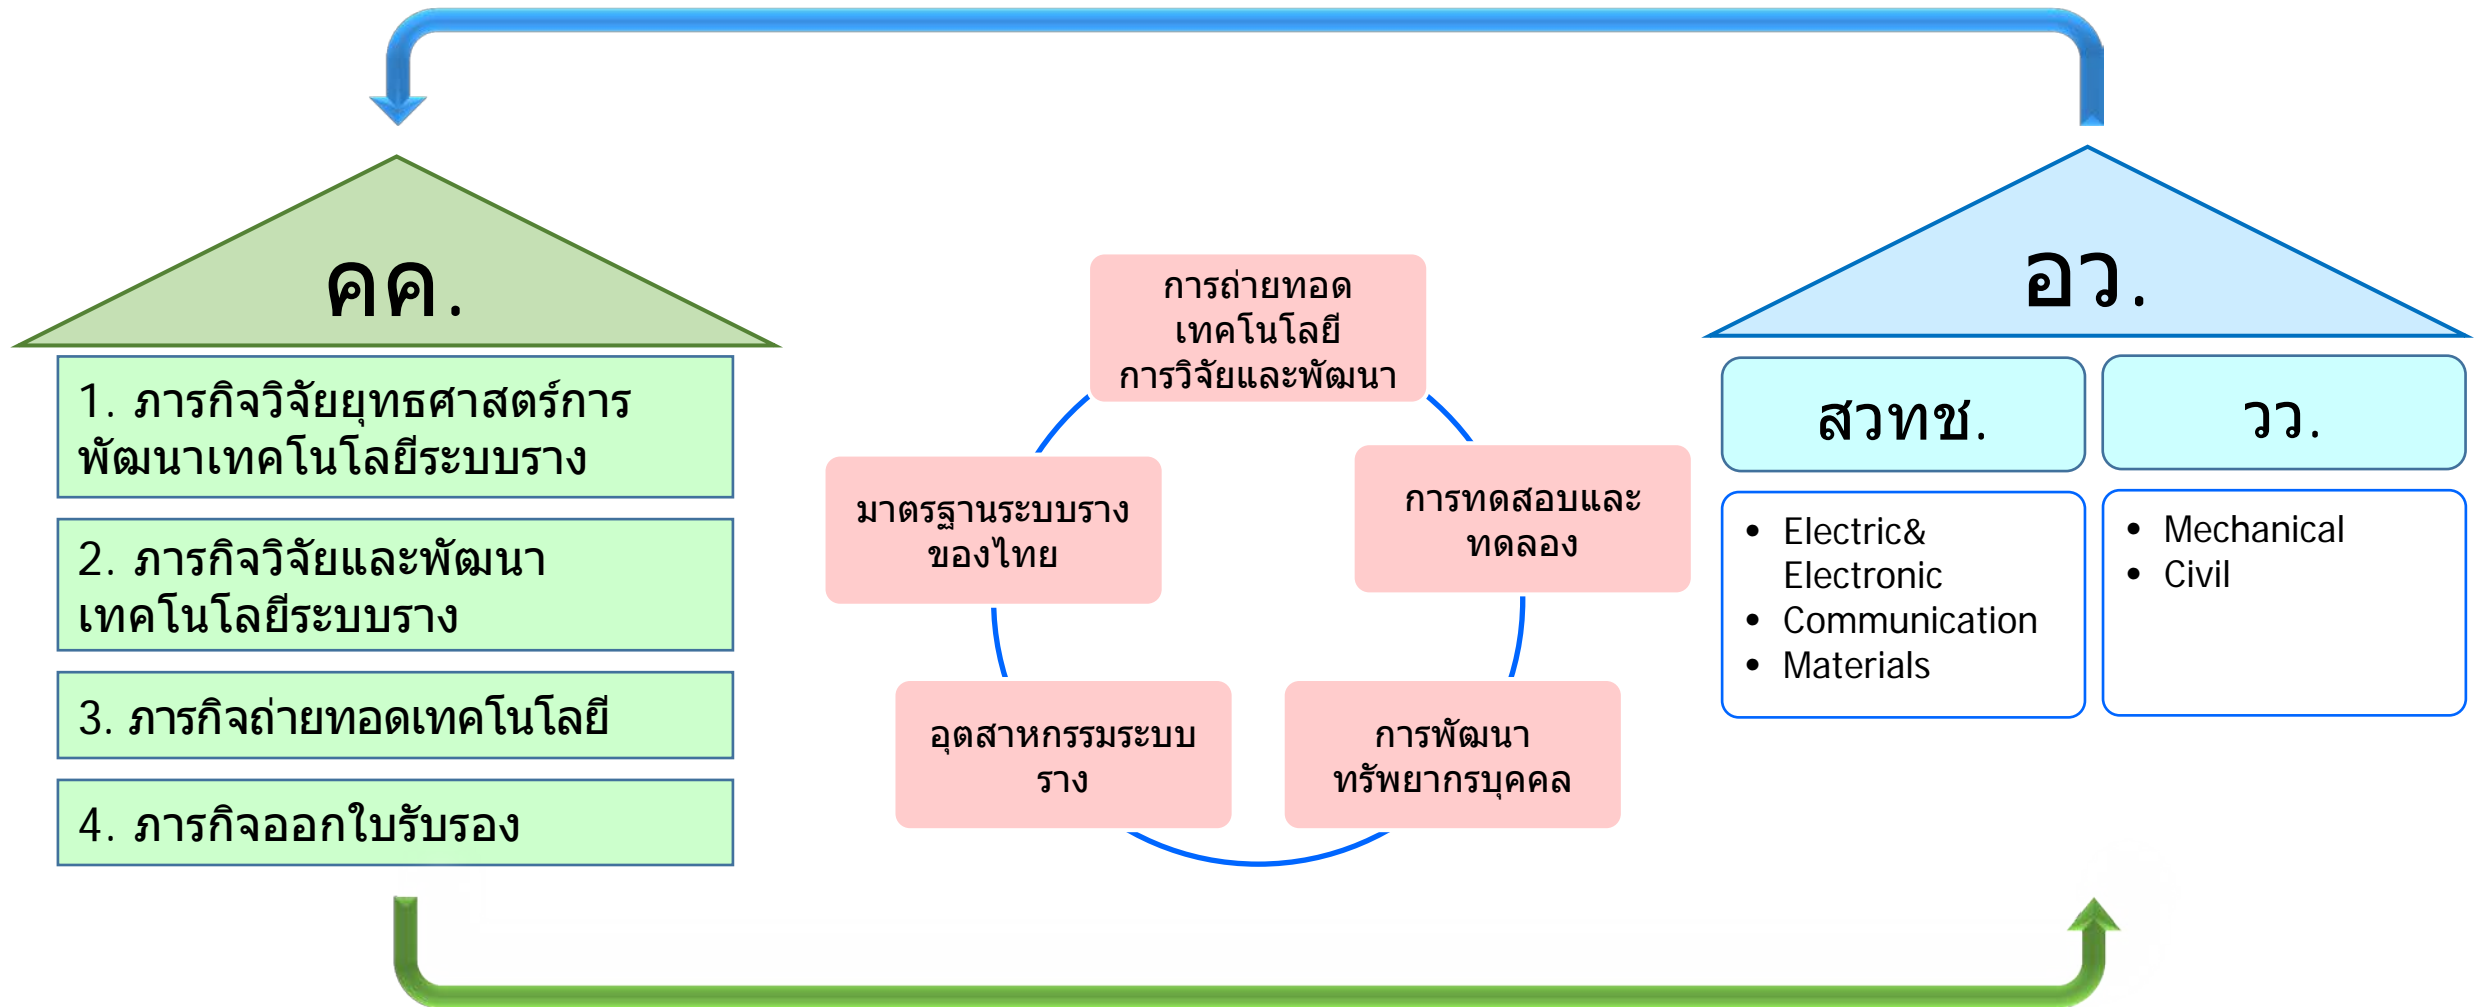 คค.
1. ภารกิจวิจัยยุทธศาสตร์การ
พัฒนาเทคโนโลยีระบบราง
2. ภารกิจวิจัยและพัฒนา
เทคโนโลยีระบบราง
3. ภารกิจถ่ายทอดเทคโนโลยี
4. ภารกิจออกใบรับรอง
การถ่ายทอด
เทคโนโลยี
การวิจัยและพัฒนา
มาตรฐานระบบราง
ของไทย
การทดสอบและ
ทดลอง
อุตสาหกรรมระบบ
ราง
การพัฒนา
ทรัพยากรบุคคล
อว.
สวทช.
• Electric&
Electronic
• Communication
• Materials
วว.
• Mechanical
• Civil